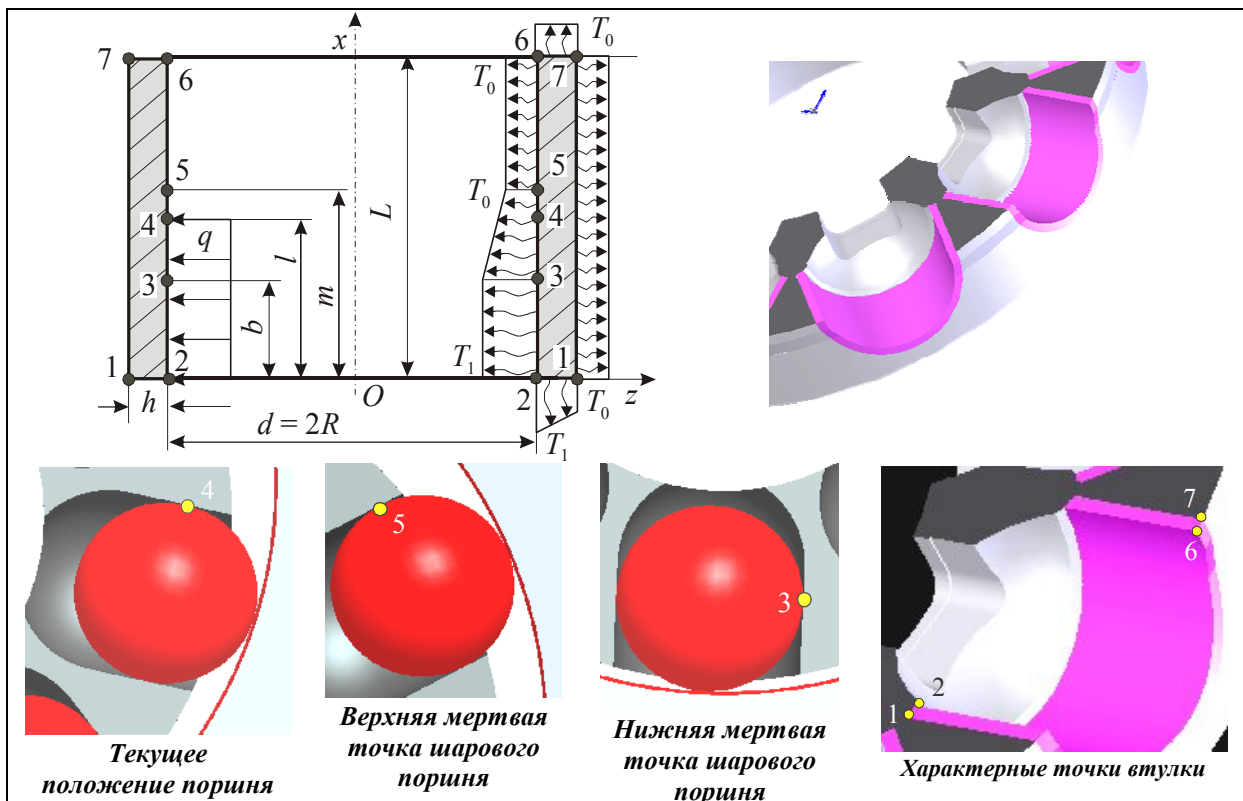 x
7
6
6
T₀
T₀
7
5
5
T₀
4
4
q
L
l
m
3
3
b
1
2
O
T₁
2
1
T₀
z
h
d = 2R
T₁
4
5
3
7
6
2
1
Текущее
положение поршня
Верхняя мертвая
точка шарового
поршня
Нижняя мертвая
точка шарового
поршня
Характерные точки втулки